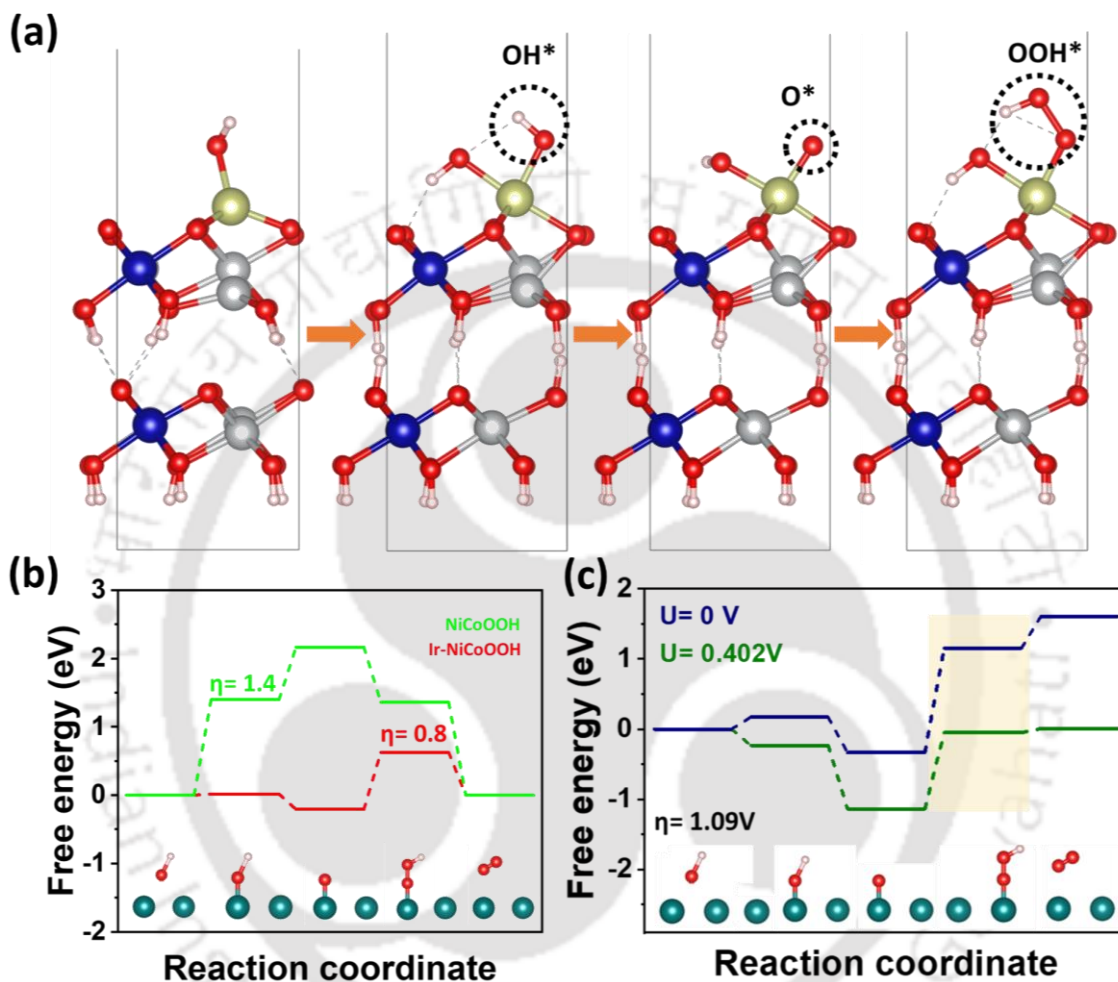 (a)
OH*
O*
OOH*
(b)
Free energy (eV)
3
2
1
0
-1
-2
NiCoOOH
Ir-NiCoOOH
η= 1.4
η= 0.8
Reaction coordinate
(c)
Free energy (eV)
2
1
0
-1
-2
U= 0 V
U= 0.402V
η= 1.09V
Reaction coordinate